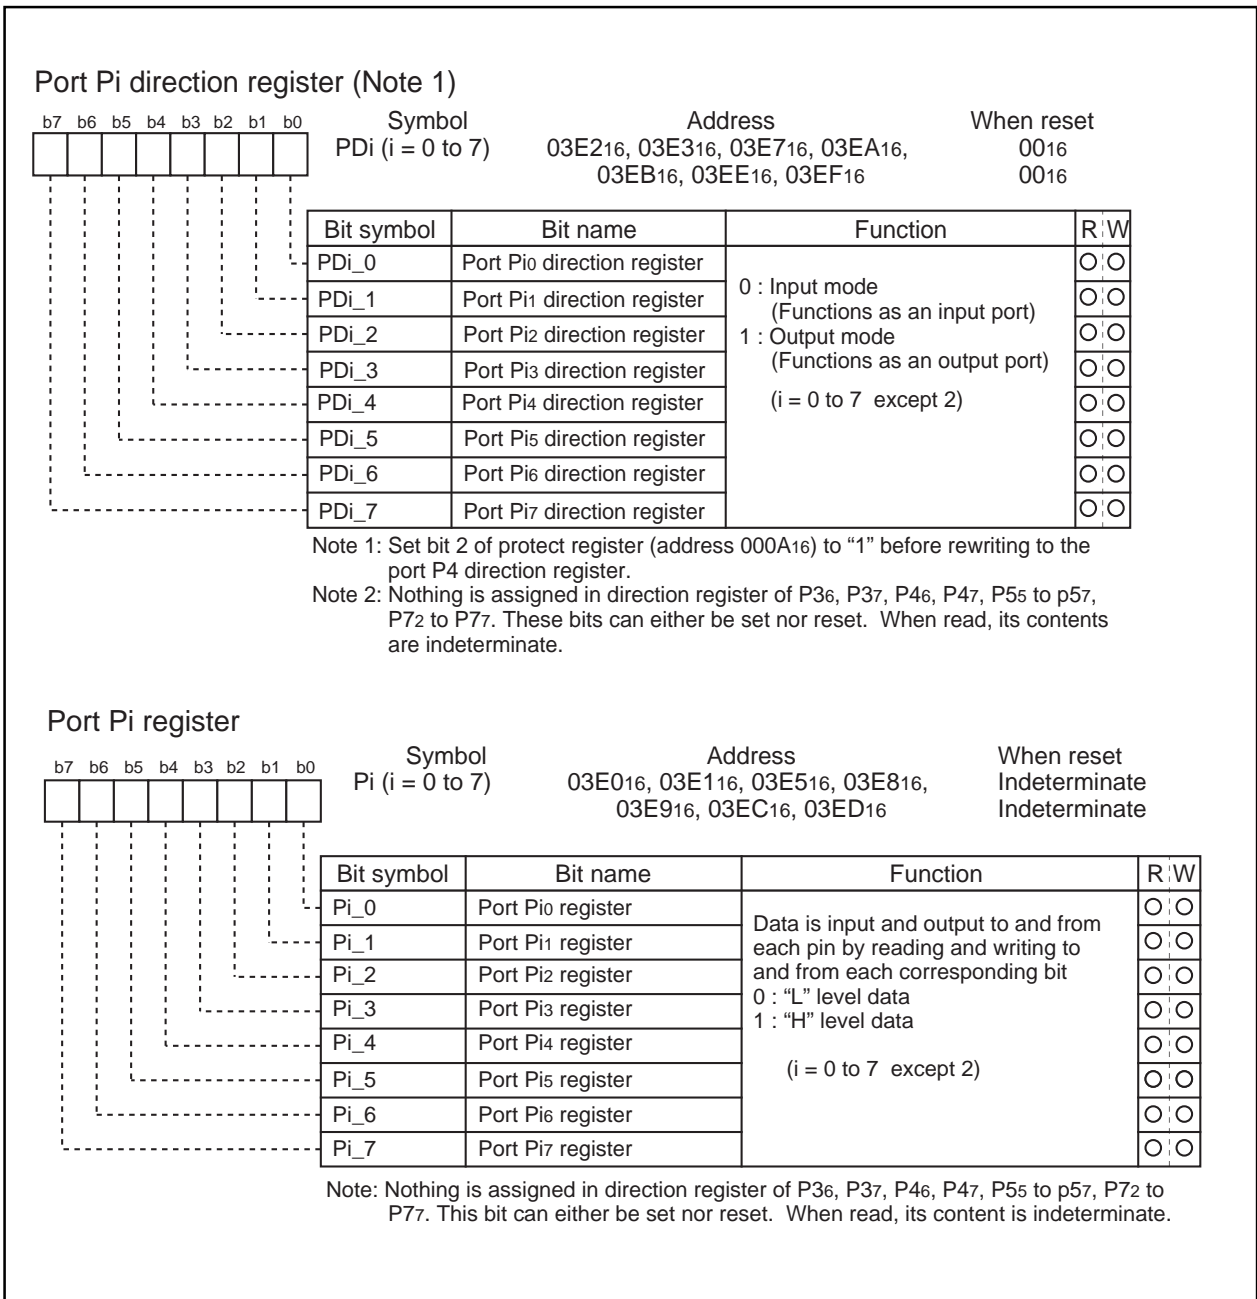 Port Pi direction register (Note 1)
b7 b6 b5 b4 b3 b2 b1 b0
Symbol Address When reset
PDi (i = 0 to 7) 03E216, 03E316, 03E716, 03EA16, 0016
03EB16, 03EE16, 03EF16 0016
Bit symbol Bit name Function R W
PDi_0 Port Pi0 direction register
PDi_1 Port Pi1 direction register
PDi_2 Port Pi2 direction register
PDi_3 Port Pi3 direction register
PDi_4 Port Pi4 direction register
PDi_5 Port Pi5 direction register
PDi_6 Port Pi6 direction register
PDi_7 Port Pi7 direction register
0 : Input mode
(Functions as an input port)
1 : Output mode
(Functions as an output port)
(i = 0 to 7 except 2)
Note 1: Set bit 2 of protect register (address 000A16) to “1” before rewriting to the
port P4 direction register.
Note 2: Nothing is assigned in direction register of P36, P37, P46, P47, P55 to p57,
P72 to P77. These bits can either be set nor reset. When read, its contents
are indeterminate.
Port Pi register
b7 b6 b5 b4 b3 b2 b1 b0
Symbol Address When reset
Pi (i = 0 to 7) 03E016, 03E116, 03E516, 03E816, Indeterminate
03E916, 03EC16, 03ED16 Indeterminate
Bit symbol Bit name Function R W
Pi_0 Port Pi0 register
Pi_1 Port Pi1 register
Pi_2 Port Pi2 register
Pi_3 Port Pi3 register
Pi_4 Port Pi4 register
Pi_5 Port Pi5 register
Pi_6 Port Pi6 register
Pi_7 Port Pi7 register
Data is input and output to and from
each pin by reading and writing to
and from each corresponding bit
0 : “L” level data
1 : “H” level data
(i = 0 to 7 except 2)
Note: Nothing is assigned in direction register of P36, P37, P46, P47, P55 to p57, P72 to
P77. This bit can either be set nor reset. When read, its content is indeterminate.